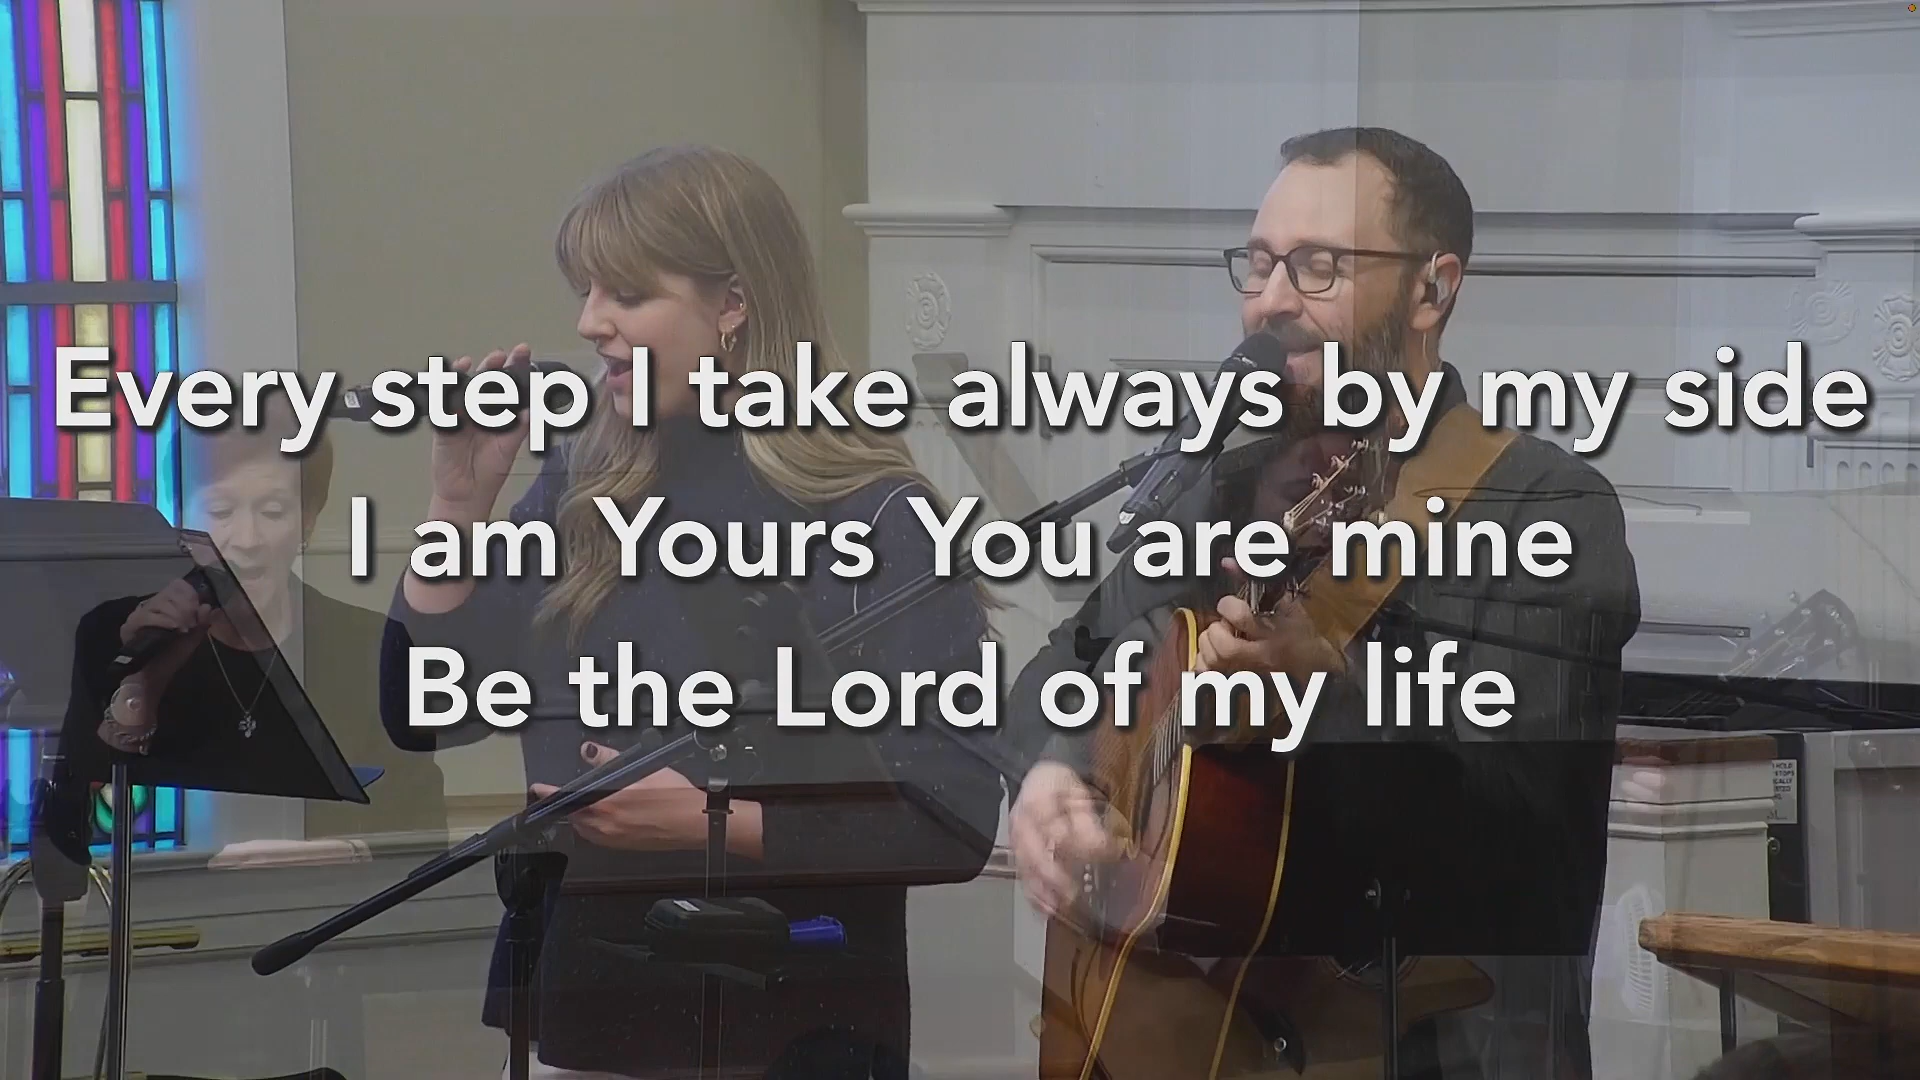 Every step I take always by my side
I am Yours You are mine
Be the Lord of my life